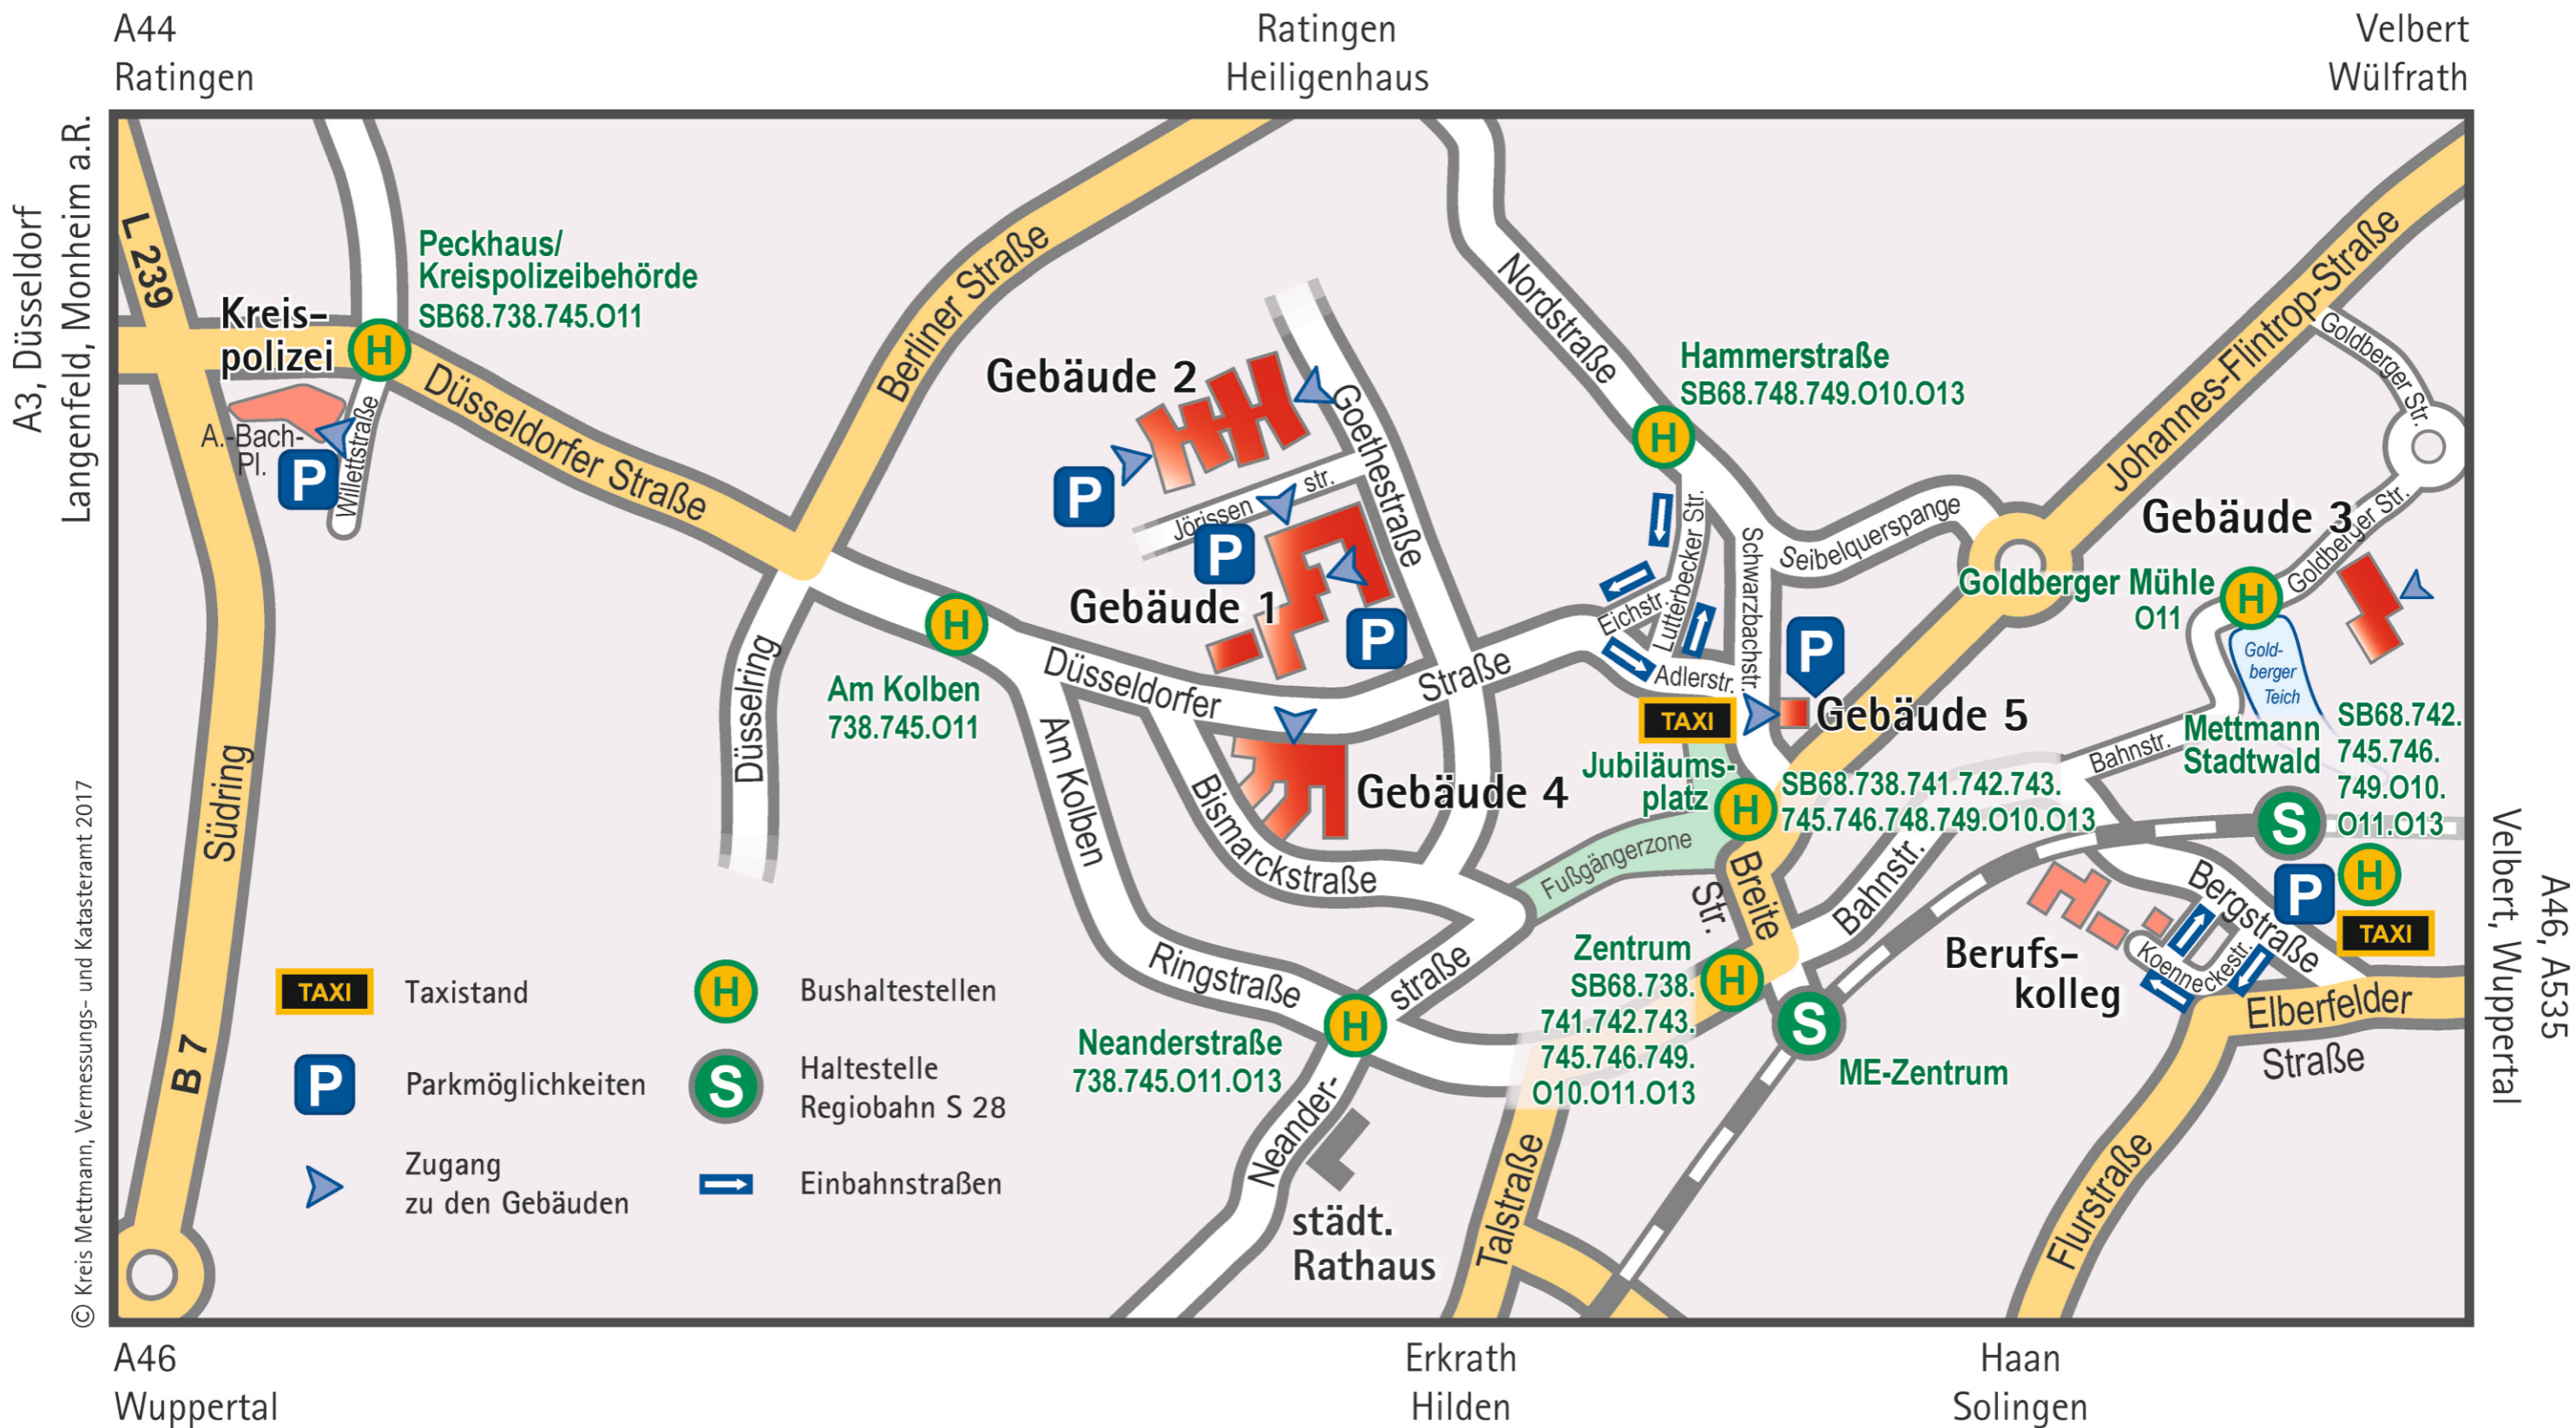 A44
Ratingen
Ratingen
Heiligenhaus
Velbert
Wülfrath
A3, Düsseldorf
Langenfeld, Monheim a.R.
L 239
Peckhaus/
Kreispolizeibehörde
SB68.738.745.O11
Kreis-
polizei
H
A.-Bach-
Pl.
P
Willettstraße
Düsseldorfer Straße
Berliner Straße
Gebäude 2
P
Jörissen str.
P
Goethestraße
Gebäude 1
P
Nordstraße
Hammerstraße
SB68.748.749.O10.O13
H
Lutterbecker Str.
Eichstr.
Adlerstr.
Schwarzbachstr.
Seibelquerspange
Johannes-Flintrop-Straße
Goldberger Str.
Gebäude 3
Goldberger Str.
Goldberger Mühle
O11
H
Gold-
berger
Teich
H
Am Kolben
738.745.O11
Düsselring
Düsseldorfer
Straße
Am Kolben
Bismarckstraße
Gebäude 4
P
TAXI
Gebäude 5
Jubiläums-
platz
H
SB68.738.741.742.743.
745.746.748.749.O10.O13
Fußgängerzone
Breite
Str.
Bahnstr.
Bahnstr.
Mettmann
Stadtwald
SB68.742.
745.746.
749.O10.
O11.O13
S
P
H
TAXI
Bergstraße
Koenneckestr.
Berufs-
kolleg
Elberfelder
Straße
Südring
B 7
Ringstraße
straße
Neander-
H
Neanderstraße
738.745.O11.O13
Zentrum
SB68.738.
741.742.743.
745.746.749.
O10.O11.O13
H
S
ME-Zentrum
Talstraße
Flurstraße
städt.
Rathaus
TAXI
Taxistand
H
Bushaltestellen
P
Parkmöglichkeiten
S
Haltestelle
Regiobahn S 28
Zugang
zu den Gebäuden
Einbahnstraßen
© Kreis Mettmann, Vermessungs- und Katasteramt 2017
A46, A535
Velbert, Wuppertal
A46
Wuppertal
Erkrath
Hilden
Haan
Solingen